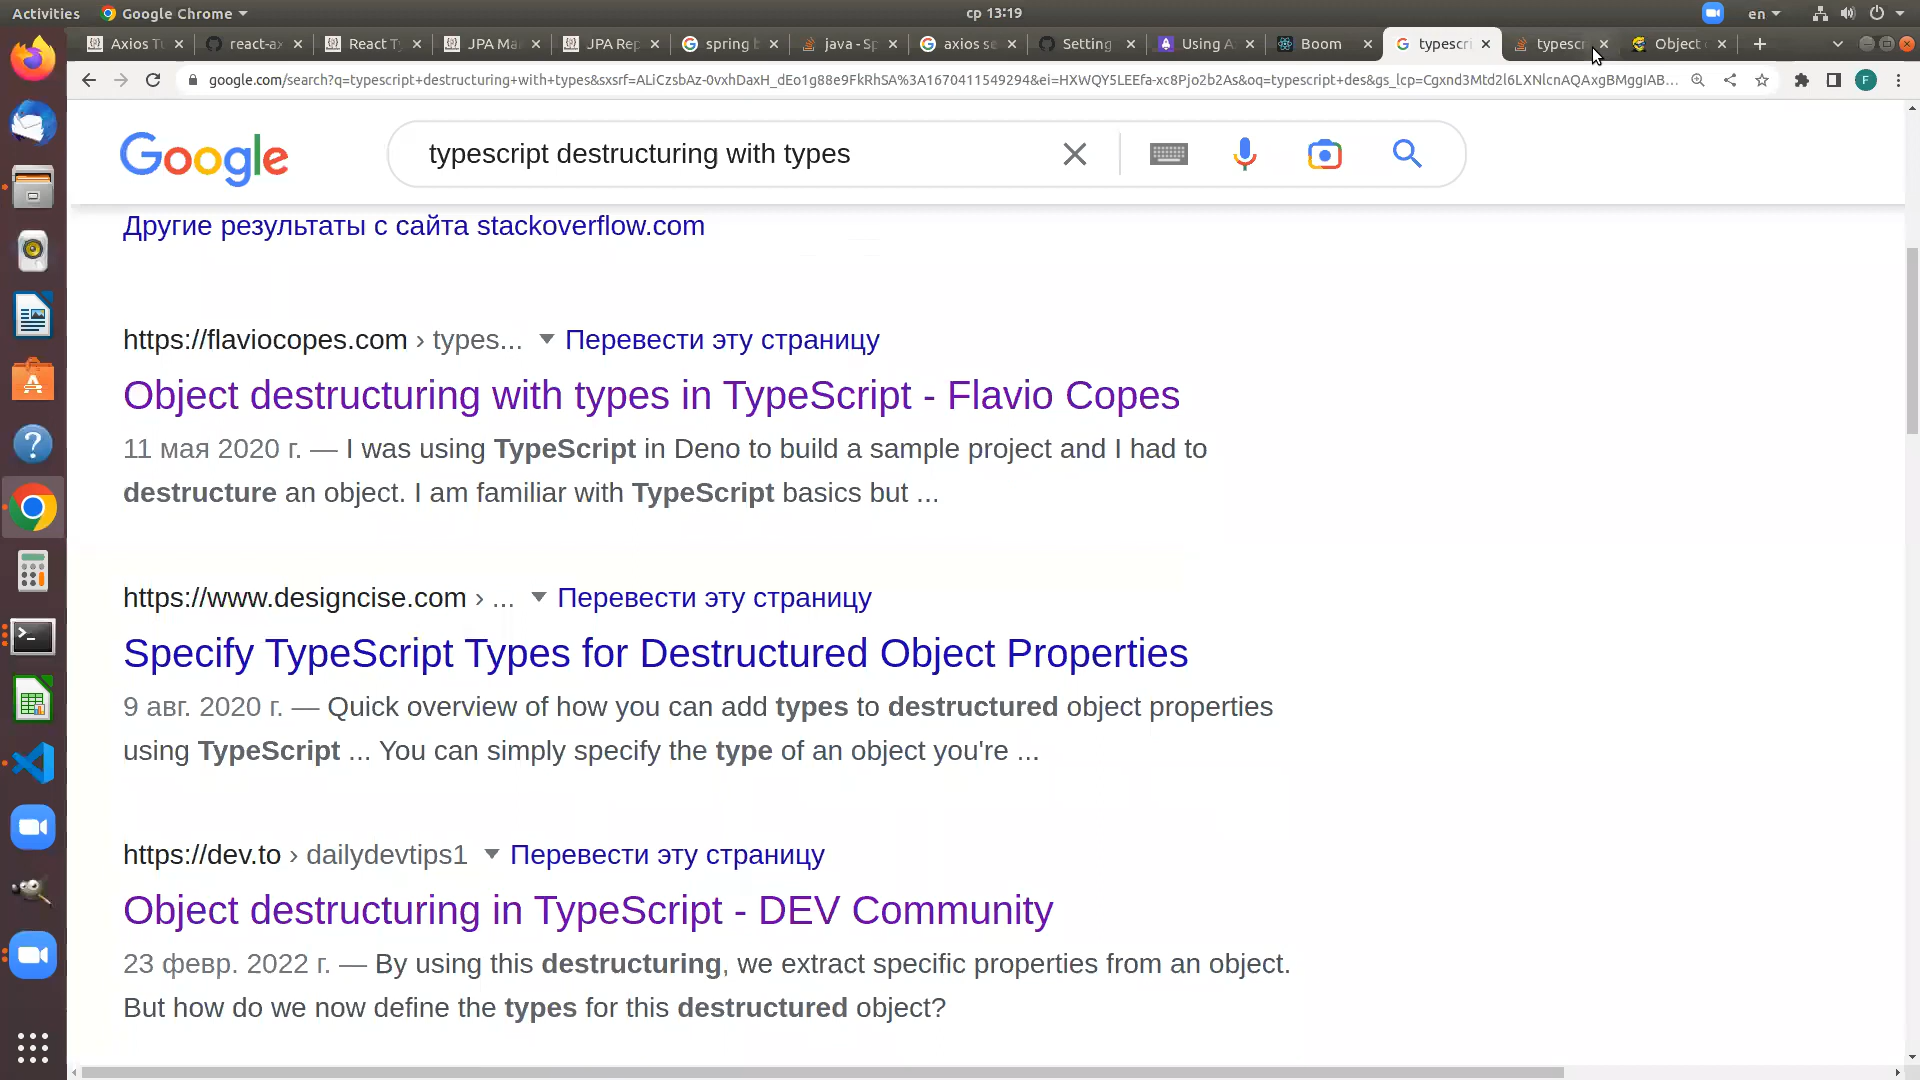 Activities
Google Chrome
ср 13:19
en
Axios Tu
react-ax
React Ty
JPA Ma
JPA Rep
spring b
java - Sp
axios se
Setting
Using A
Boom
typescri
typescr
Object
google.com/search?q=typescript+destructuring+with+types&sxsrf=ALiCzsbAz-0vxhDaxH_dEo1g88e9FkRhSA%3A1670411549294&ei=HXWQY5LEEfa-xc8Pjo2b2As&oq=typescript+des&gs_lcp=Cgxnd3Mtd2l6LXNlcnAQAxgBMggIAB...
F
Google
typescript destructuring with types
Другие результаты с сайта stackoverflow.com
https://flaviocopes.com › types... Перевести эту страницу
Object destructuring with types in TypeScript - Flavio Copes
11 мая 2020 г. — I was using TypeScript in Deno to build a sample project and I had to
destructure an object. I am familiar with TypeScript basics but ...
https://www.designcise.com › ... Перевести эту страницу
Specify TypeScript Types for Destructured Object Properties
9 авг. 2020 г. — Quick overview of how you can add types to destructured object properties
using TypeScript ... You can simply specify the type of an object you're ...
https://dev.to › dailydevtips1 Перевести эту страницу
Object destructuring in TypeScript - DEV Community
23 февр. 2022 г. — By using this destructuring, we extract specific properties from an object.
But how do we now define the types for this destructured object?